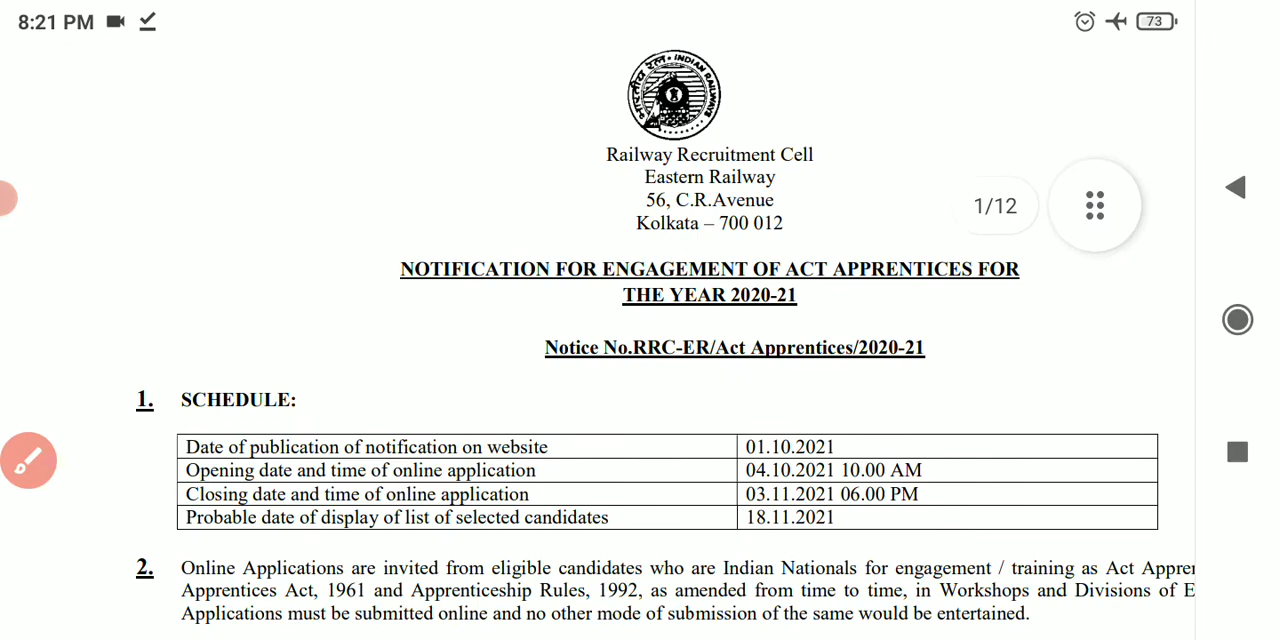 8:21 PM
73
भारतीय रेल • INDIAN RAILWAYS
Railway Recruitment Cell
Eastern Railway
56, C.R.Avenue
Kolkata – 700 012
1/12
NOTIFICATION FOR ENGAGEMENT OF ACT APPRENTICES FOR
THE YEAR 2020-21
Notice No.RRC-ER/Act Apprentices/2020-21
1. SCHEDULE:
Date of publication of notification on website 01.10.2021
Opening date and time of online application 04.10.2021 10.00 AM
Closing date and time of online application 03.11.2021 06.00 PM
Probable date of display of list of selected candidates 18.11.2021
2. Online Applications are invited from eligible candidates who are Indian Nationals for engagement / training as Act Appre
Apprentices Act, 1961 and Apprenticeship Rules, 1992, as amended from time to time, in Workshops and Divisions of E
Applications must be submitted online and no other mode of submission of the same would be entertained.